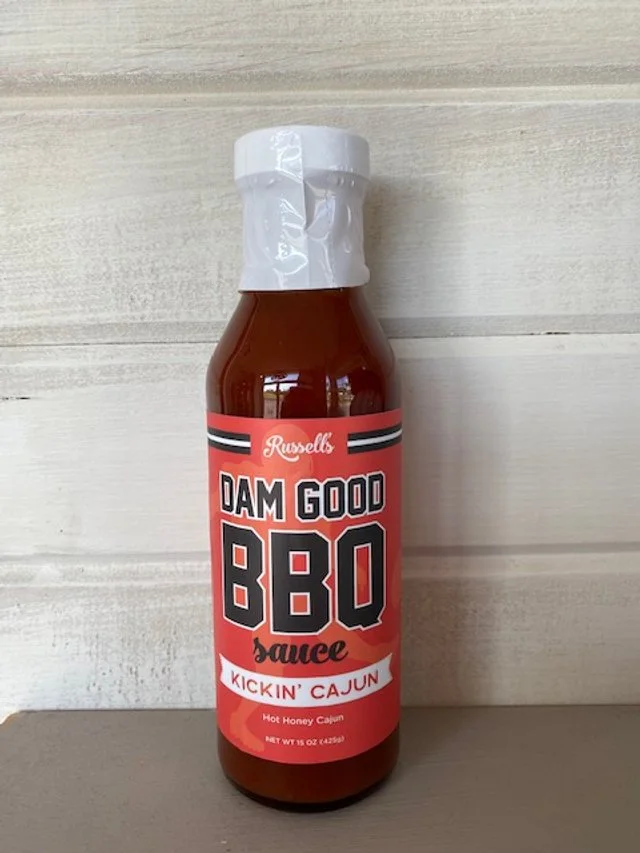 Russell's
DAM GOOD
BBQ
sauce
KICKIN' CAJUN
Hot Honey Cajun
NET WT 15 OZ (425g)